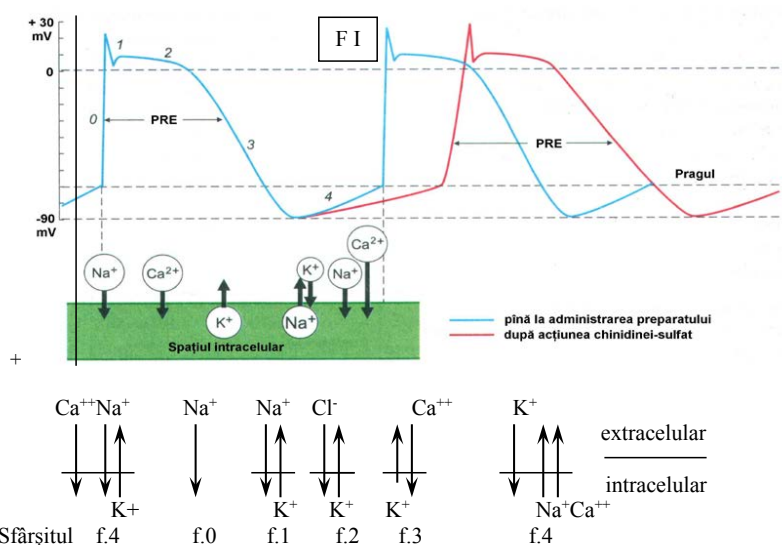 + 30
mV
1
2
F I
0
0
PRE
3
PRE
4
Pragul
-90
mV
Na⁺
Ca²⁺
K⁺
K⁺
Na⁺
Na⁺
Ca²⁺
Spațiul intracelular
pînă la administrarea preparatului
după acțiunea chinidinei-sulfat
+
Ca⁺⁺Na⁺ Na⁺ Na⁺ Cl⁻ Ca⁺⁺ K⁺
extracelular
intracelular
K+ K⁺ K⁺ K⁺ Na⁺Ca⁺⁺
Sfârșitul f.4 f.0 f.1 f.2 f.3 f.4